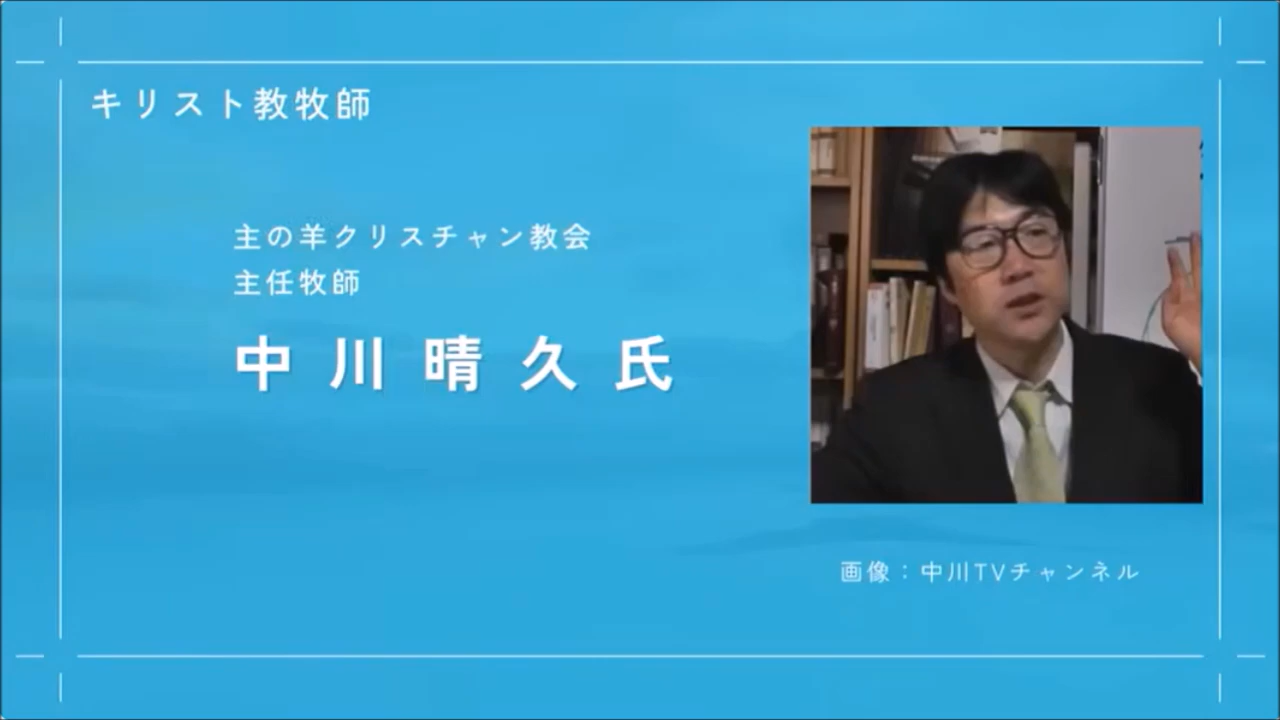 キリスト教牧師
主の羊クリスチャン教会
主任牧師
中川晴久氏
画像：中川TVチャンネル